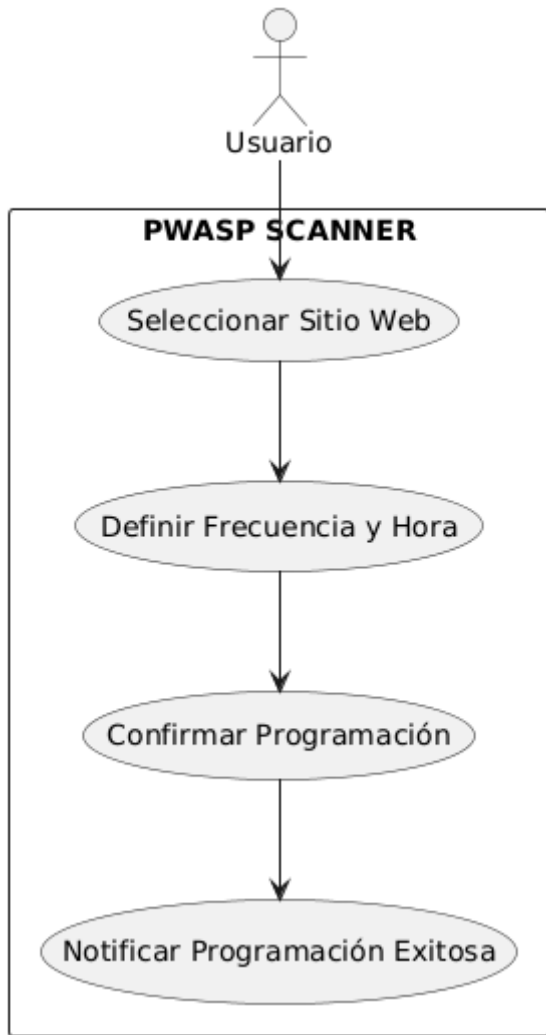 Usuario
PWASP SCANNER
Seleccionar Sitio Web
Definir Frecuencia y Hora
Confirmar Programación
Notificar Programación Exitosa